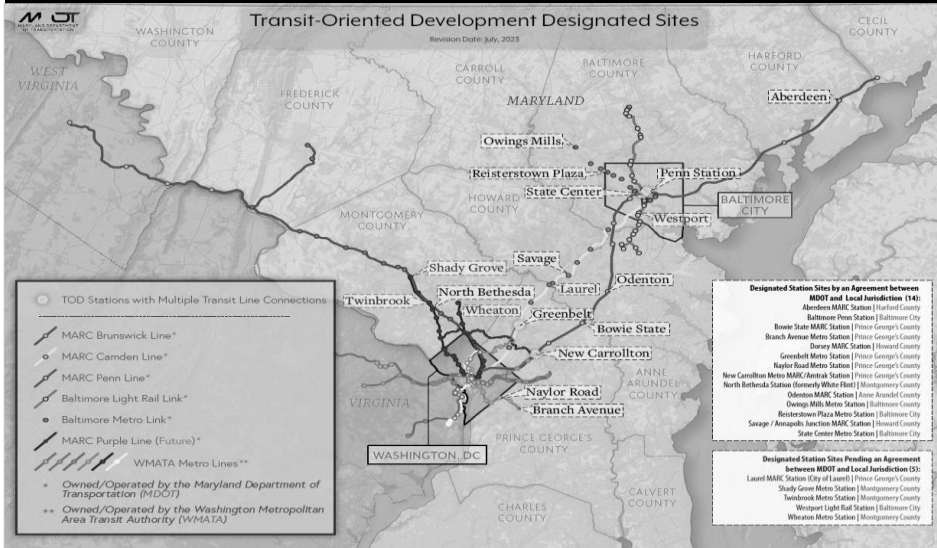 MDOT
MARYLAND DEPARTMENT
OF TRANSPORTATION
Transit-Oriented Development Designated Sites
Revision Date: July, 2023
WASHINGTON
COUNTY
WEST
VIRGINIA
FREDERICK
COUNTY
CARROLL
COUNTY
BALTIMORE
COUNTY
HARFORD
COUNTY
CECIL
COUNTY
MARYLAND
Aberdeen
Owings Mills
Reisterstown Plaza
Penn Station
State Center
BALTIMORE
CITY
HOWARD
COUNTY
Westport
MONTGOMERY
COUNTY
Savage
Shady Grove
Laurel
Odenton
Twinbrook
North Bethesda
Wheaton
Greenbelt
Bowie State
New Carrollton
ANNE
ARUNDEL
COUNTY
VIRGINIA
Naylor Road
Branch Avenue
PRINCE GEORGE'S
COUNTY
WASHINGTON, DC
CHARLES
COUNTY
CALVERT
COUNTY
TOD Stations with Multiple Transit Line Connections
MARC Brunswick Line*
MARC Camden Line*
MARC Penn Line*
Baltimore Light Rail Link*
Baltimore Metro Link*
MARC Purple Line (Future)*
WMATA Metro Lines**
* Owned/Operated by the Maryland Department of
Transportation (MDOT)
** Owned/Operated by the Washington Metropolitan
Area Transit Authority (WMATA)
Designated Station Sites by an Agreement between
MDOT and Local Jurisdiction (14):
Aberdeen MARC Station | Harford County
Baltimore Penn Station | Baltimore City
Bowie State MARC Station | Prince George's County
Branch Avenue Metro Station | Prince George's County
Dorsey MARC Station | Howard County
Greenbelt Metro Station | Prince George's County
Naylor Road Metro Station | Prince George's County
New Carrollton Metro MARC/Amtrak Station | Prince George's County
North Bethesda Station (formerly White Flint) | Montgomery County
Odenton MARC Station | Anne Arundel County
Owings Mills Metro Station | Baltimore County
Reisterstown Plaza Metro Station | Baltimore City
Savage / Annapolis Junction MARC Station | Howard County
State Center Metro Station | Baltimore City
Designated Station Sites Pending an Agreement
between MDOT and Local Jurisdiction (5):
Laurel MARC Station (City of Laurel) | Prince George's County
Shady Grove Metro Station | Montgomery County
Twinbrook Metro Station | Montgomery County
Westport Light Rail Station | Baltimore City
Wheaton Metro Station | Montgomery County